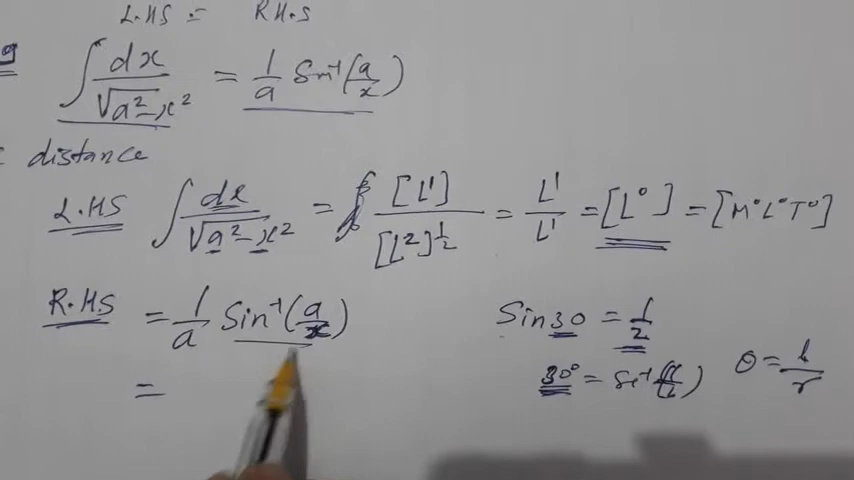 L.HS = RH.S
∫ dx/√a²-x² = 1/a Sin⁻¹(a/x)
distance
L.HS ∫ dx/√a²-x² = [L¹]/[L²]^½ = L¹/L¹ = [L⁰] = [M⁰L⁰T⁰]
R.HS = 1/a Sin⁻¹(a/x)
Sin30 = 1/2
=
30° = Sin⁻¹(1/2)
θ = l/r